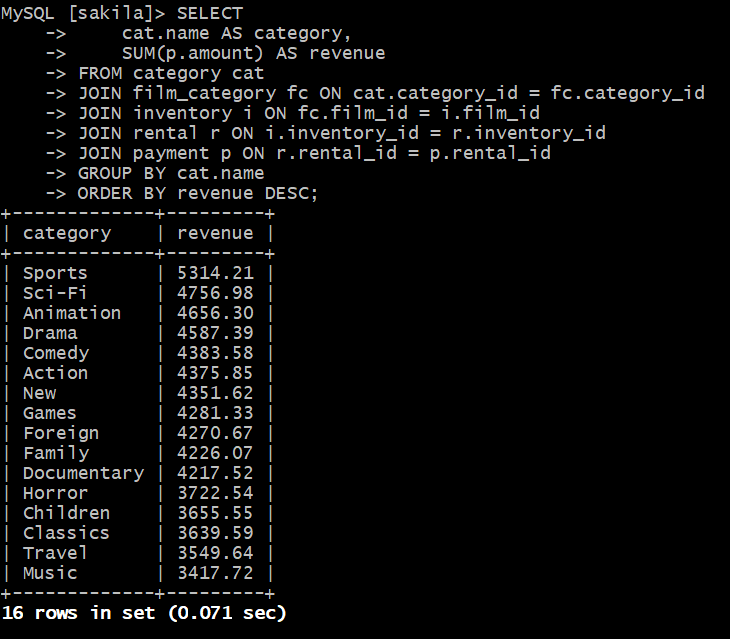 MySQL [sakila]> SELECT
    ->     cat.name AS category,
    ->     SUM(p.amount) AS revenue
    -> FROM category cat
    -> JOIN film_category fc ON cat.category_id = fc.category_id
    -> JOIN inventory i ON fc.film_id = i.film_id
    -> JOIN rental r ON i.inventory_id = r.inventory_id
    -> JOIN payment p ON r.rental_id = p.rental_id
    -> GROUP BY cat.name
    -> ORDER BY revenue DESC;
+-------------+---------+
| category    | revenue |
+-------------+---------+
| Sports      | 5314.21 |
| Sci-Fi      | 4756.98 |
| Animation   | 4656.30 |
| Drama       | 4587.39 |
| Comedy      | 4383.58 |
| Action      | 4375.85 |
| New         | 4351.62 |
| Games       | 4281.33 |
| Foreign     | 4270.67 |
| Family      | 4226.07 |
| Documentary | 4217.52 |
| Horror      | 3722.54 |
| Children    | 3655.55 |
| Classics    | 3639.59 |
| Travel      | 3549.64 |
| Music       | 3417.72 |
+-------------+---------+
16 rows in set (0.071 sec)